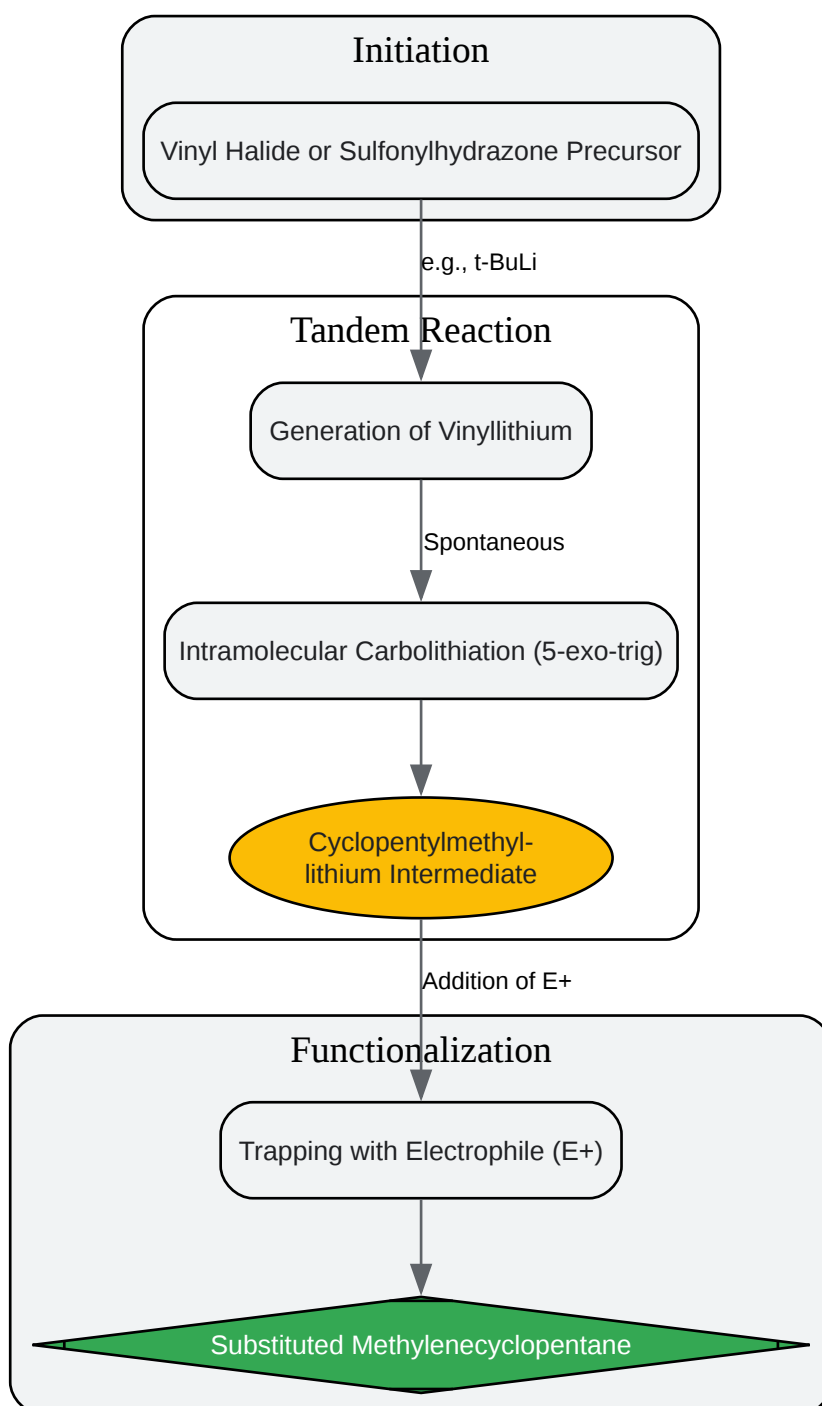 Initiation
Vinyl Halide or Sulfonylhydrazone Precursor
e.g., t-BuLi
Tandem Reaction
Generation of Vinyllithium
Spontaneous
Intramolecular Carbolithiation (5-exo-trig)
Cyclopentylmethyl-
lithium Intermediate
Addition of E+
Functionalization
Trapping with Electrophile (E+)
Substituted Methylenecyclopentane